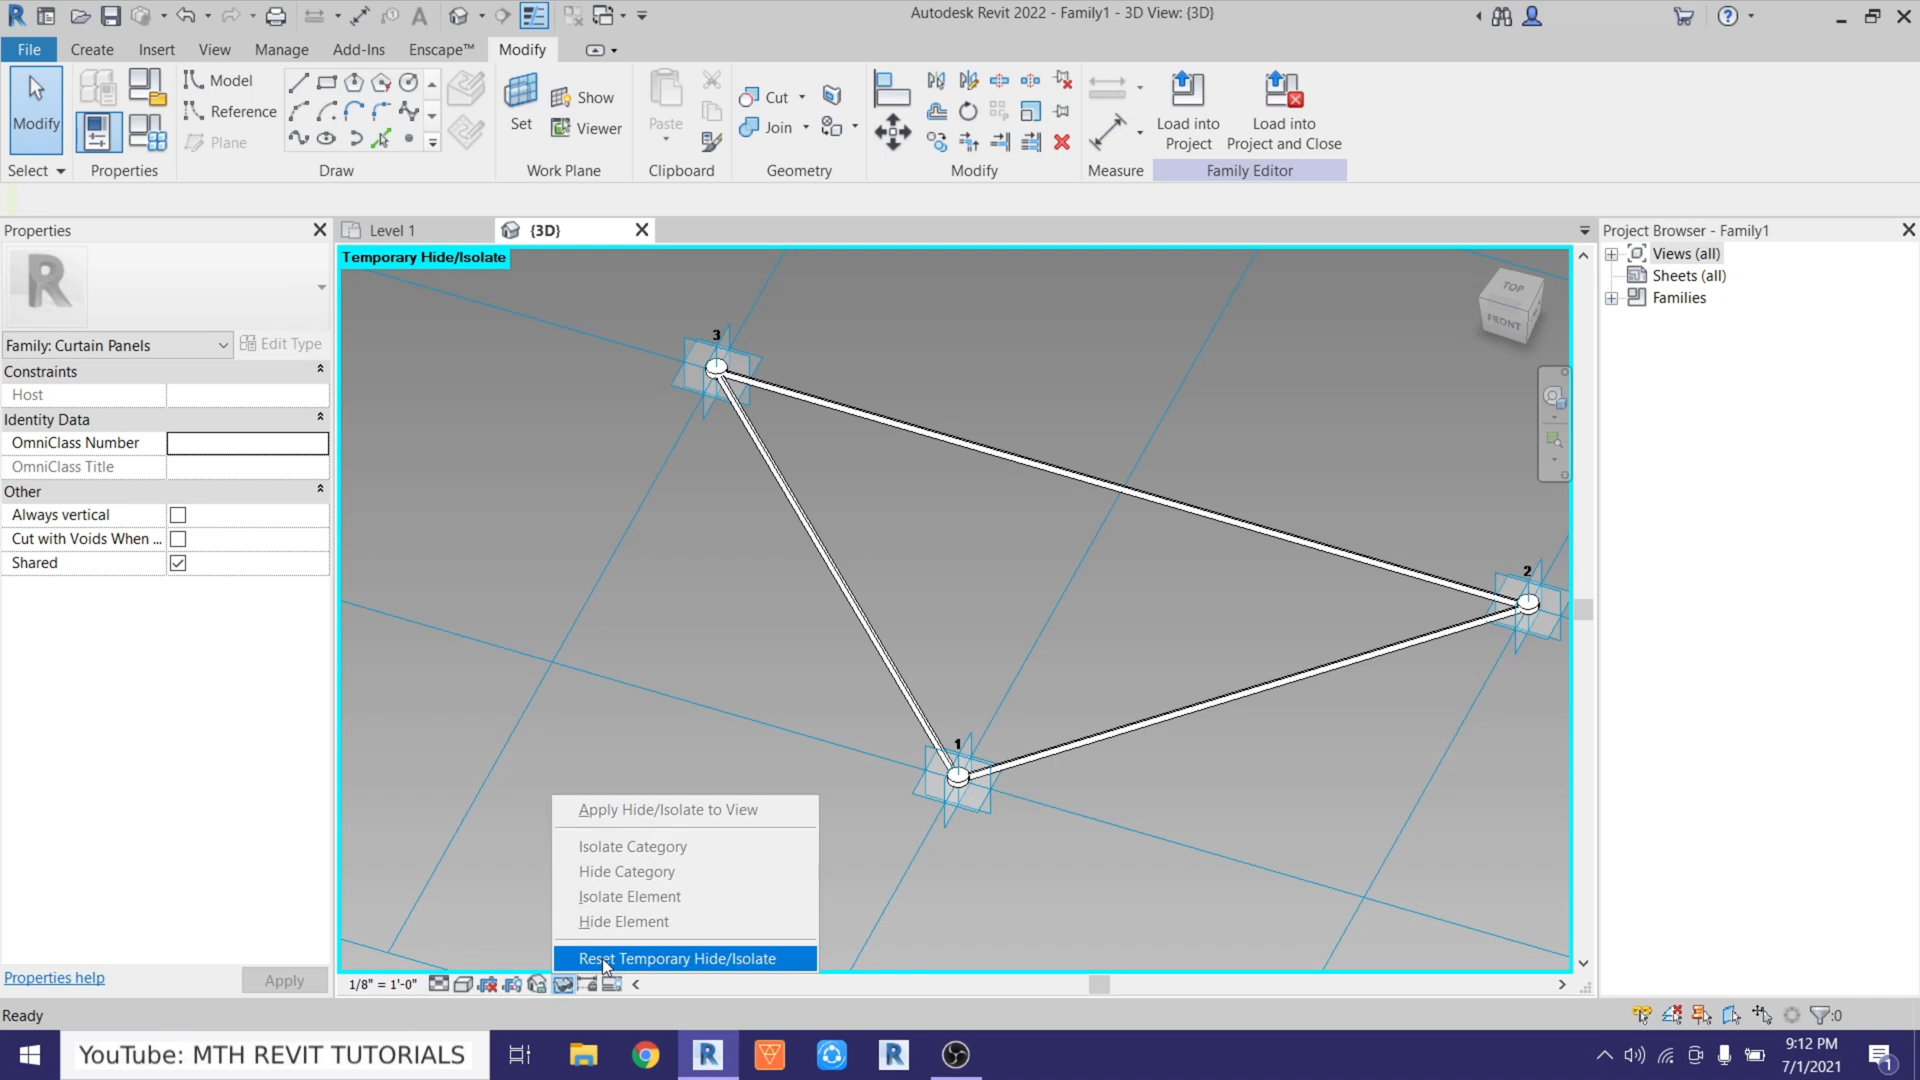 Autodesk Revit 2022 - Family1 - 3D View: {3D}
File Create Insert View Manage Add-Ins Enscape™ Modify
Modify
Select
Properties
Model
Reference
Plane
Draw
Set
Show
Viewer
Work Plane
Paste
Clipboard
Cut
Join
Geometry
Modify
Measure
Load into
Project
Load into
Project and Close
Family Editor
Properties
R
Family: Curtain Panels
Edit Type
Constraints
Host
Identity Data
OmniClass Number
OmniClass Title
Other
Always vertical
Cut with Voids When ...
Shared
Properties help
Apply
Level 1
{3D}
Temporary Hide/Isolate
3
2
1
TOP
FRONT
Apply Hide/Isolate to View
Isolate Category
Hide Category
Isolate Element
Hide Element
Reset Temporary Hide/Isolate
1/8" = 1'-0"
Project Browser - Family1
Views (all)
Sheets (all)
Families
Ready
:0
YouTube: MTH REVIT TUTORIALS
9:12 PM
7/1/2021
1